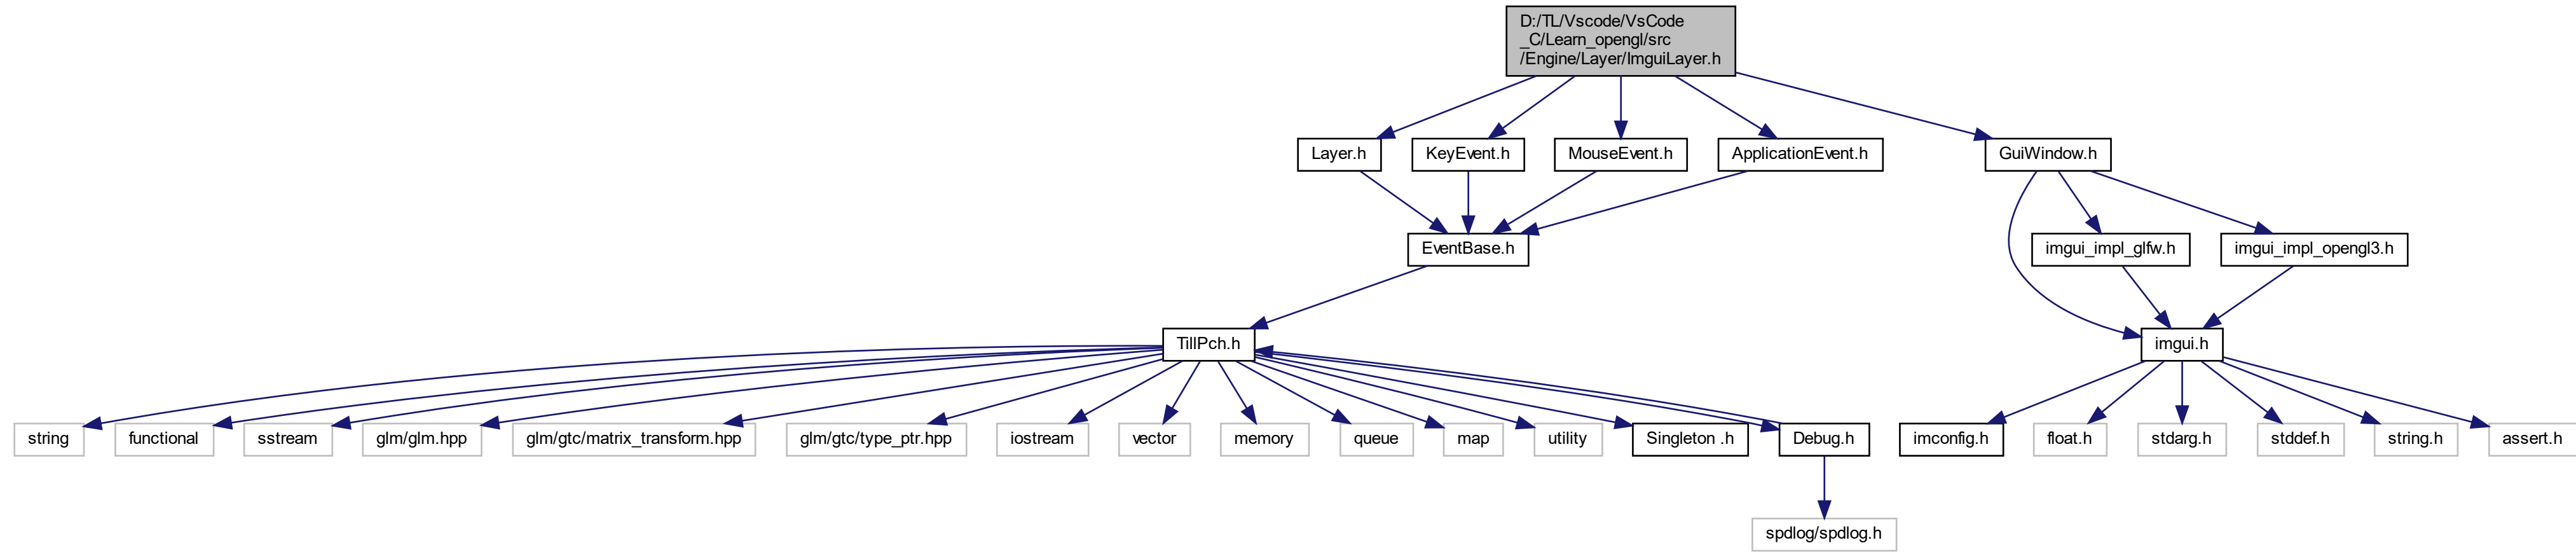 D:/TL/Vscode/VsCode
_C/Learn_opengl/src
/Engine/Layer/ImguiLayer.h
Layer.h
KeyEvent.h
MouseEvent.h
ApplicationEvent.h
GuiWindow.h
EventBase.h
imgui_impl_glfw.h
imgui_impl_opengl3.h
TillPch.h
imgui.h
string
functional
sstream
glm/glm.hpp
glm/gtc/matrix_transform.hpp
glm/gtc/type_ptr.hpp
iostream
vector
memory
queue
map
utility
Singleton .h
Debug.h
imconfig.h
float.h
stdarg.h
stddef.h
string.h
assert.h
spdlog/spdlog.h